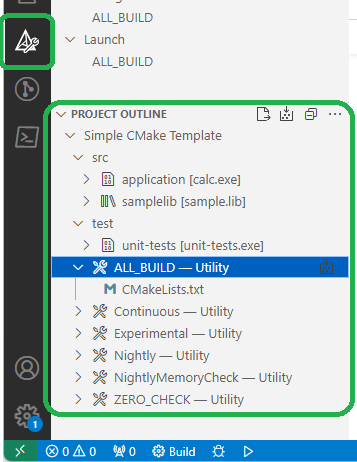 ALL_BUILD
Launch
ALL_BUILD
PROJECT OUTLINE
Simple CMake Template
src
application [calc.exe]
samplelib [sample.lib]
test
unit-tests [unit-tests.exe]
ALL_BUILD — Utility
CMakeLists.txt
Continuous — Utility
Experimental — Utility
Nightly — Utility
NightlyMemoryCheck — Utility
ZERO_CHECK — Utility
1
0 0 0 Build